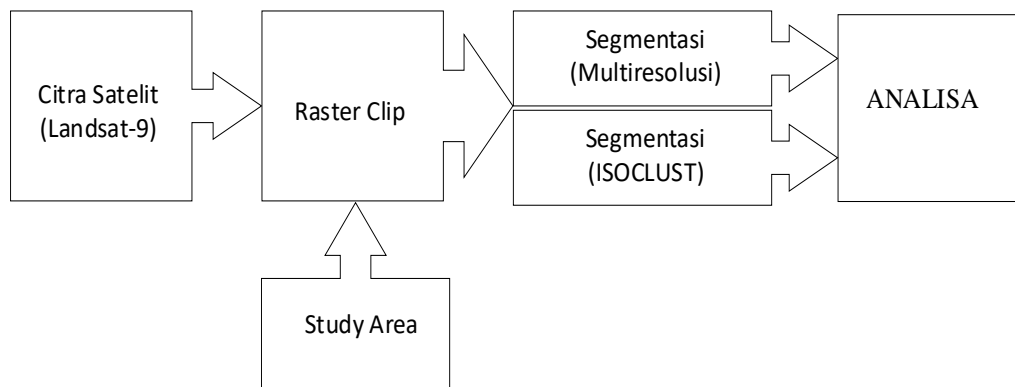 Citra Satelit
(Landsat-9)
Raster Clip
Segmentasi
(Multiresolusi)
Segmentasi
(ISOCLUST)
ANALISA
Study Area